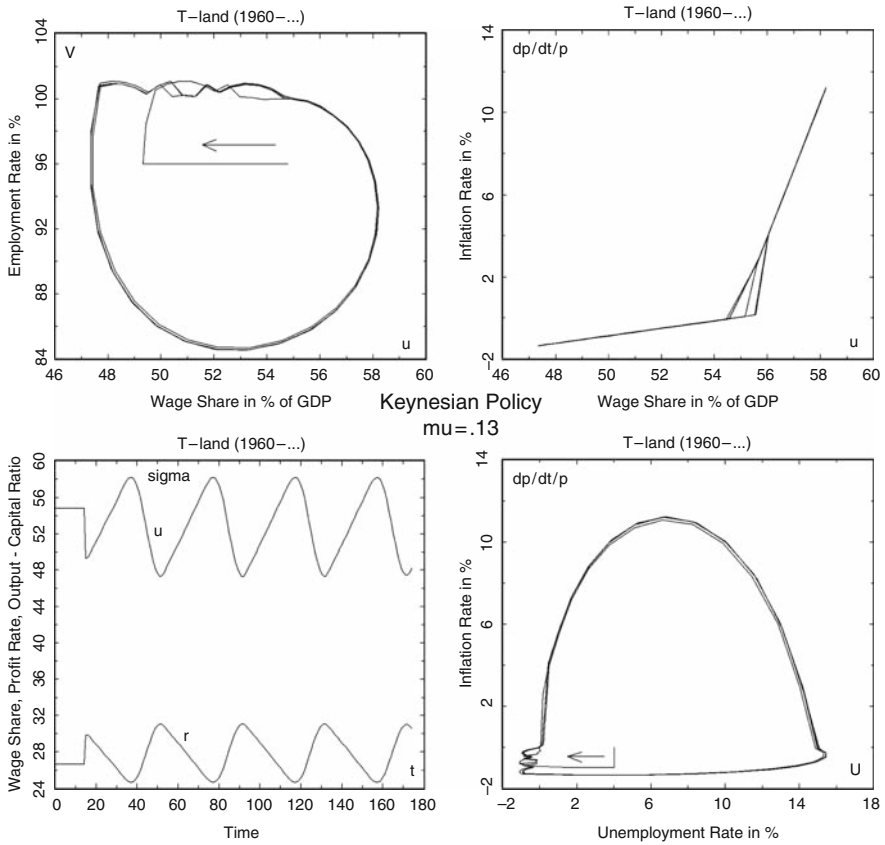 T–land (1960–...)
104
100
96
92
88
84
V
u
Employment Rate in %
46 48 50 52 54 56 58 60
Wage Share in % of GDP
T–land (1960–...)
14
10
6
2
–2
dp/dt/p
u
Inflation Rate in %
46 48 50 52 54 56 58 60
Wage Share in % of GDP
Keynesian Policy
mu=.13
T–land (1960–...)
60
56
52
48
44
40
36
32
28
24
sigma
u
r
t
Wage Share, Profit Rate, Output - Capital Ratio
0 20 40 60 80 100 120 140 160 180
Time
T–land (1960–...)
14
10
6
2
–2
dp/dt/p
U
Inflation Rate in %
–2 2 6 10 14 18
Unemployment Rate in %